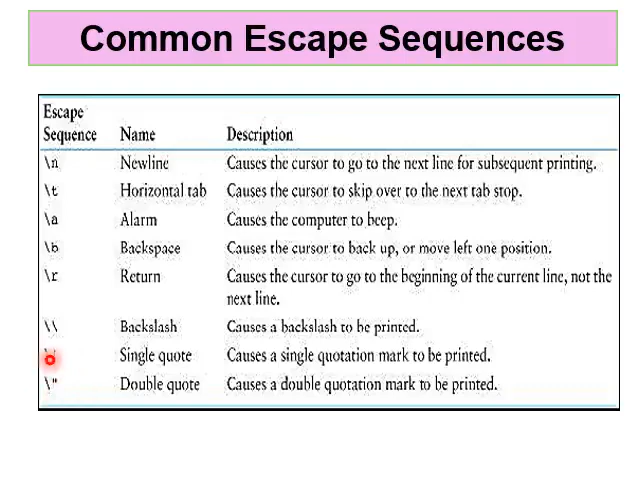 Common Escape Sequences
Escape
Sequence Name Description
\n Newline Causes the cursor to go to the next line for subsequent printing.
\t Horizontal tab Causes the cursor to skip over to the next tab stop.
\a Alarm Causes the computer to beep.
\b Backspace Causes the cursor to back up, or move left one position.
\r Return Causes the cursor to go to the beginning of the current line, not the
next line.
\\ Backslash Causes a backslash to be printed.
Single quote Causes a single quotation mark to be printed.
\" Double quote Causes a double quotation mark to be printed.